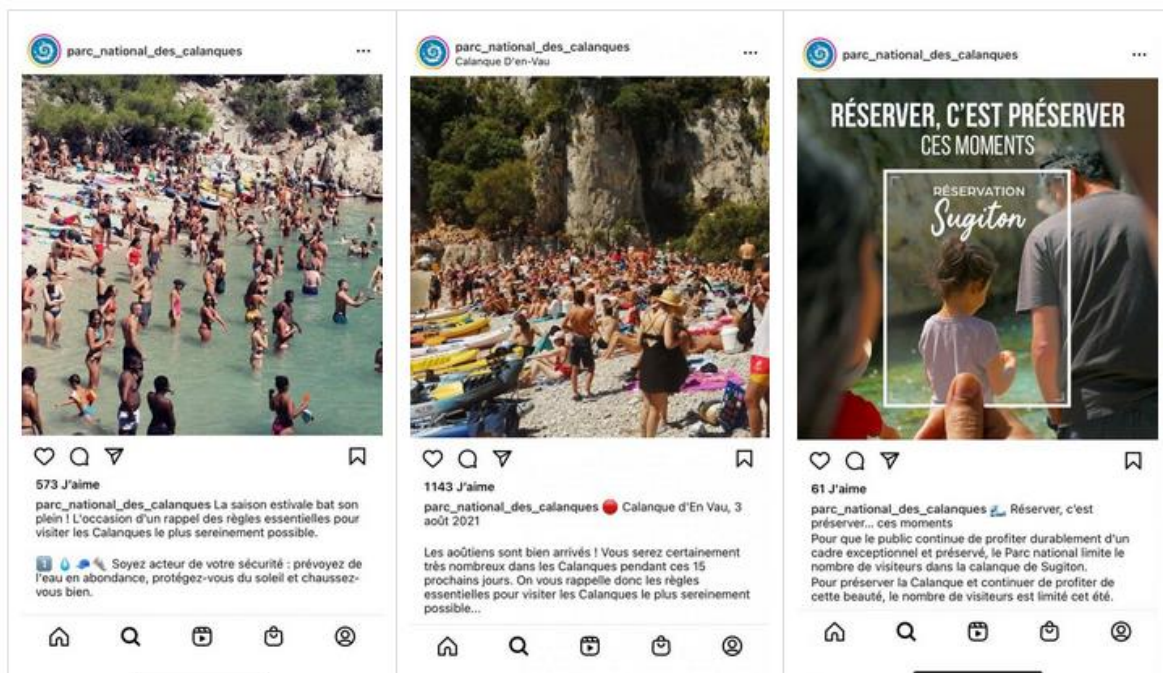 parc_national_des_calanques
573 J'aime
parc_national_des_calanques La saison estivale bat son
plein ! L'occasion d'un rappel des règles essentielles pour
visiter les Calanques le plus sereinement possible.
Soyez acteur de votre sécurité : prévoyez de
l'eau en abondance, protégez-vous du soleil et chaussez-
vous bien.
parc_national_des_calanques
Calanque D'en-Vau
1143 J'aime
parc_national_des_calanques 🔴 Calanque d'En Vau, 3
août 2021
Les aoûtiens sont bien arrivés ! Vous serez certainement
très nombreux dans les Calanques pendant ces 15
prochains jours. On vous rappelle donc les règles
essentielles pour visiter les Calanques le plus sereinement
possible...
parc_national_des_calanques
RÉSERVER, C'EST PRÉSERVER
CES MOMENTS
RÉSERVATION
Sugiton
61 J'aime
parc_national_des_calanques 🌊 Réserver, c'est
préserver... ces moments
Pour que le public continue de profiter durablement d'un
cadre exceptionnel et préservé, le Parc national limite le
nombre de visiteurs dans la calanque de Sugiton.
Pour préserver la Calanque et continuer de profiter de
cette beauté, le nombre de visiteurs est limité cet été.